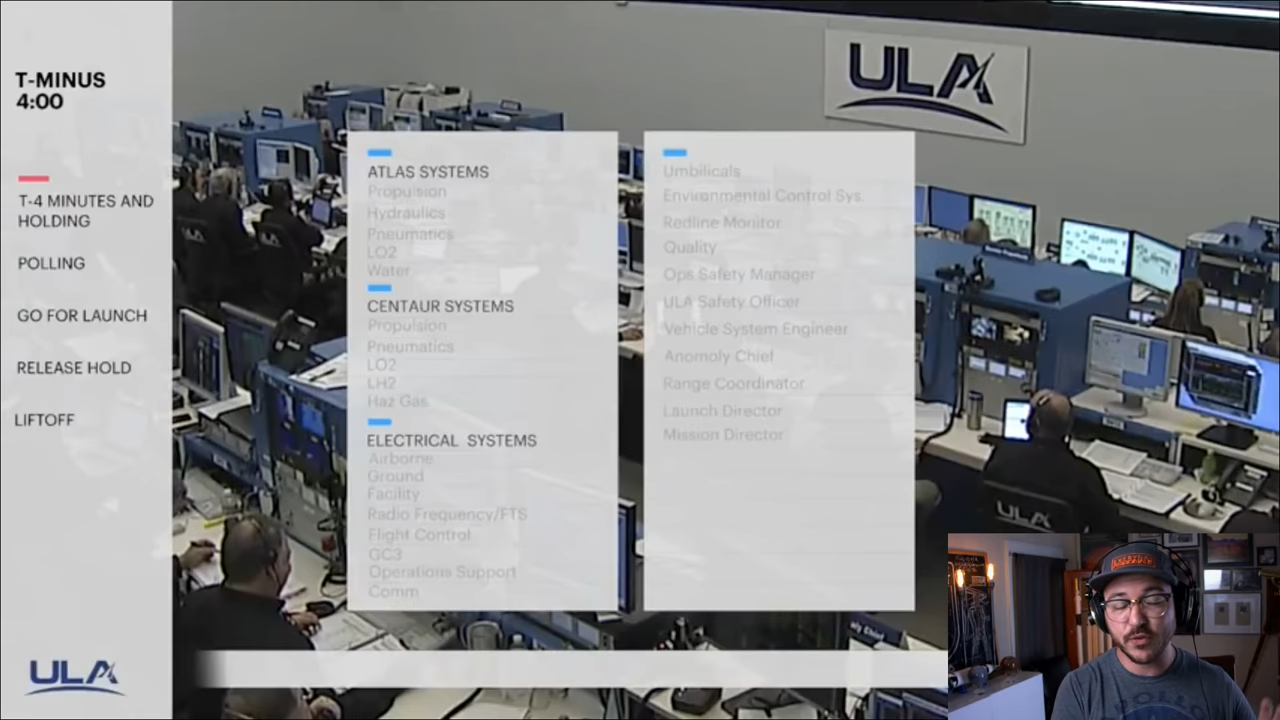 T-MINUS
4:00
T-4 MINUTES AND
HOLDING
POLLING
GO FOR LAUNCH
RELEASE HOLD
LIFTOFF
ULA
ATLAS SYSTEMS
Propulsion
Hydraulics
Pneumatics
LO2
Water
CENTAUR SYSTEMS
Propulsion
Pneumatics
LO2
LH2
Haz Gas
ELECTRICAL SYSTEMS
Airborne
Ground
Facility
Radio Frequency/FTS
Flight Control
GC3
Operations Support
Comm
Umbilicals
Environmental Control Sys.
Redline Monitor
Quality
Ops Safety Manager
ULA Safety Officer
Vehicle System Engineer
Anomoly Chief
Range Coordinator
Launch Director
Mission Director
ULA
ULA